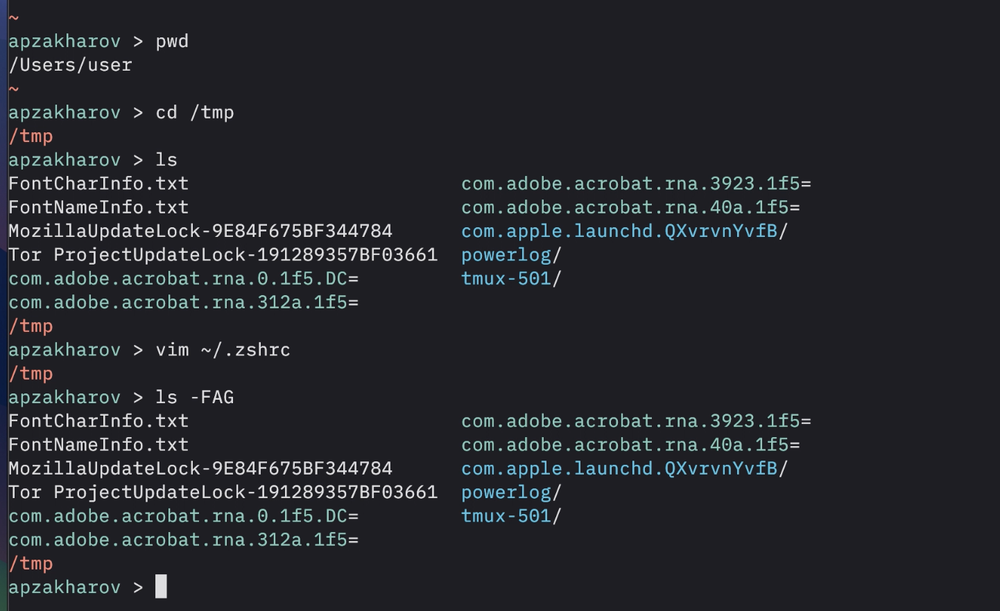 ~
apzakharov > pwd
/Users/user
~
apzakharov > cd /tmp
/tmp
apzakharov > ls
FontCharInfo.txt com.adobe.acrobat.rna.3923.1f5=
FontNameInfo.txt com.adobe.acrobat.rna.40a.1f5=
MozillaUpdateLock-9E84F675BF344784 com.apple.launchd.QXvrvnYvfB/
Tor ProjectUpdateLock-191289357BF03661 powerlog/
com.adobe.acrobat.rna.0.1f5.DC= tmux-501/
com.adobe.acrobat.rna.312a.1f5=
/tmp
apzakharov > vim ~/.zshrc
/tmp
apzakharov > ls -FAG
FontCharInfo.txt com.adobe.acrobat.rna.3923.1f5=
FontNameInfo.txt com.adobe.acrobat.rna.40a.1f5=
MozillaUpdateLock-9E84F675BF344784 com.apple.launchd.QXvrvnYvfB/
Tor ProjectUpdateLock-191289357BF03661 powerlog/
com.adobe.acrobat.rna.0.1f5.DC= tmux-501/
com.adobe.acrobat.rna.312a.1f5=
/tmp
apzakharov >